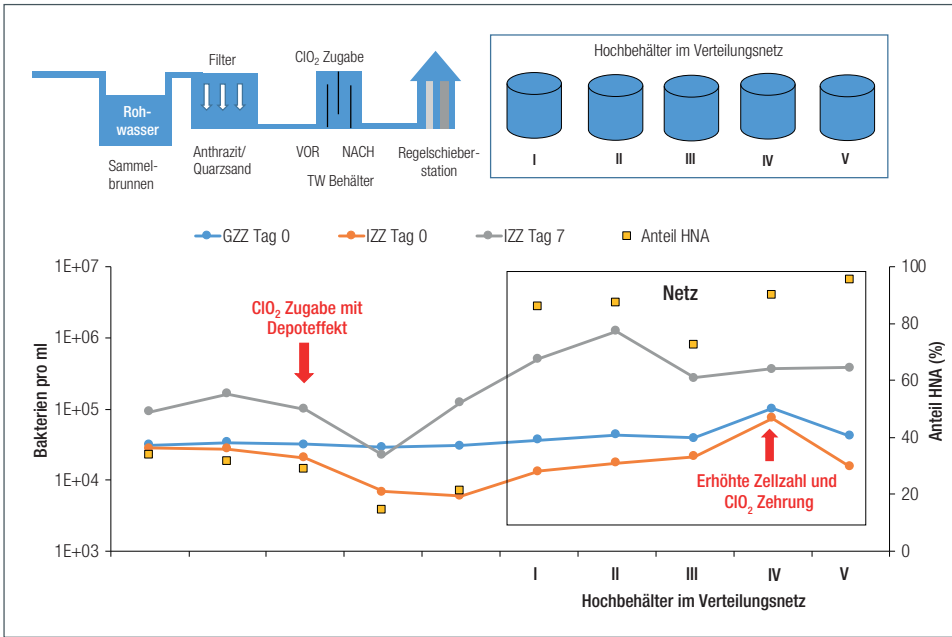 Hochbehälter im Verteilungsnetz
ClO₂ Zugabe
Filter
Roh-
wasser
Sammel-
brunnen
Anthrazit/
Quarzsand
VOR
NACH
TW Behälter
Regelschieber-
station
I
II
III
IV
V
GZZ Tag 0
IZZ Tag 0
IZZ Tag 7
Anteil HNA
Bakterien pro ml
1E+07
1E+06
1E+05
1E+04
1E+03
ClO₂ Zugabe mit
Depoteffekt
Netz
Erhöhte Zellzahl und
ClO₂ Zehrung
100
80
60
40
20
0
Anteil HNA (%)
I
II
III
IV
V
Hochbehälter im Verteilungsnetz